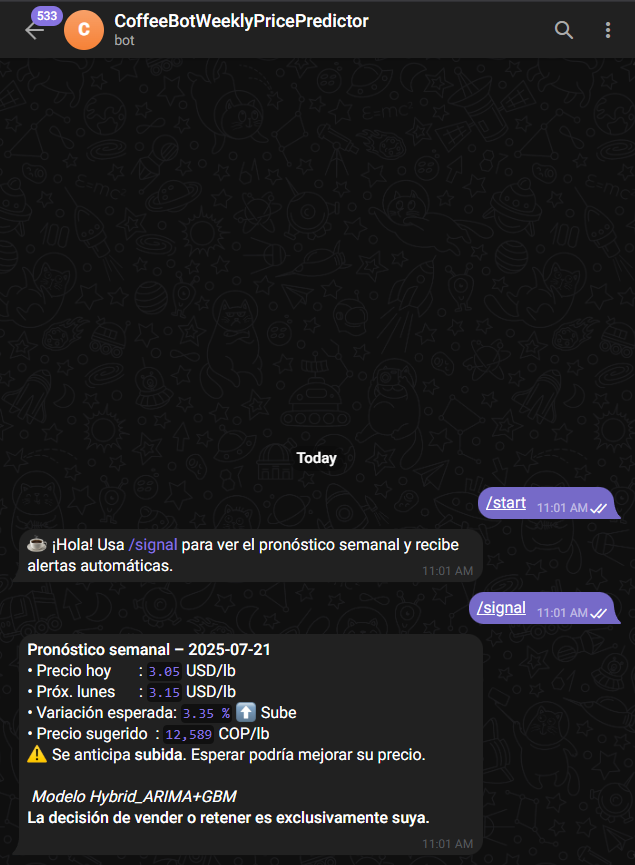 533
C
CoffeeBotWeeklyPricePredictor
bot
Today
/start 11:01 AM
☕ ¡Hola! Usa /signal para ver el pronóstico semanal y recibe
alertas automáticas.
11:01 AM
/signal 11:01 AM
Pronóstico semanal – 2025-07-21
• Precio hoy : 3.05 USD/lb
• Próx. lunes : 3.15 USD/lb
• Variación esperada: 3.35 % ⬆️ Sube
• Precio sugerido : 12,589 COP/lb
⚠️ Se anticipa subida. Esperar podría mejorar su precio.
Modelo Hybrid_ARIMA+GBM
La decisión de vender o retener es exclusivamente suya.
11:01 AM